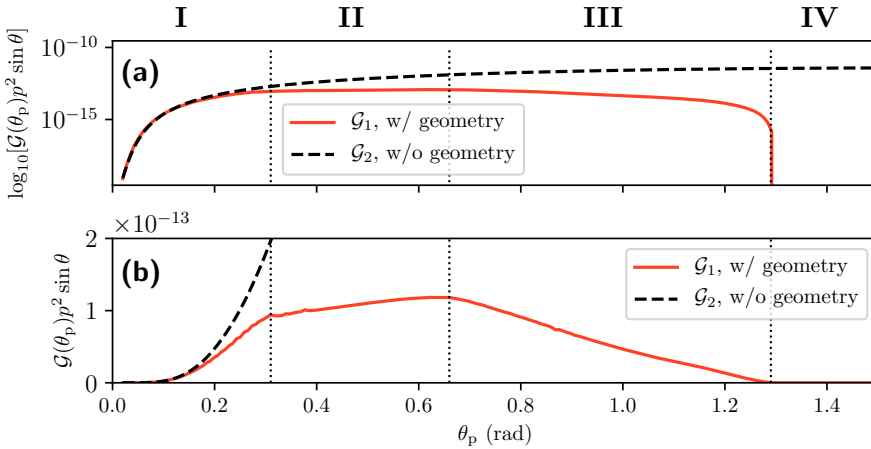 I II III IV
log₁₀[𝒢(θₚ)p² sin θ]
10⁻¹⁰
10⁻¹⁵
(a)
𝒢₁, w/ geometry
𝒢₂, w/o geometry
×10⁻¹³
𝒢(θₚ)p² sin θ
2
1
0
(b)
𝒢₁, w/ geometry
𝒢₂, w/o geometry
0.0 0.2 0.4 0.6 0.8 1.0 1.2 1.4
θₚ (rad)